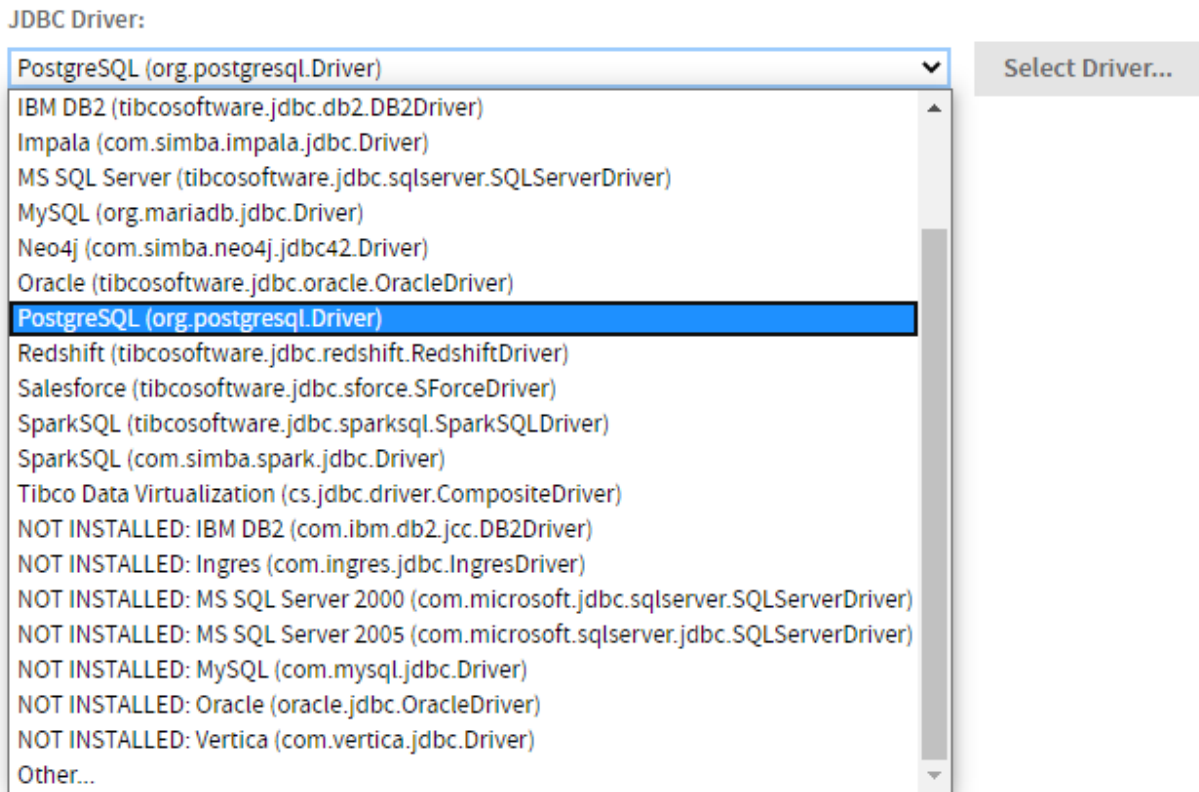 JDBC Driver:
PostgreSQL (org.postgresql.Driver)
Select Driver...
IBM DB2 (tibcosoftware.jdbc.db2.DB2Driver)
Impala (com.simba.impala.jdbc.Driver)
MS SQL Server (tibcosoftware.jdbc.sqlserver.SQLServerDriver)
MySQL (org.mariadb.jdbc.Driver)
Neo4j (com.simba.neo4j.jdbc42.Driver)
Oracle (tibcosoftware.jdbc.oracle.OracleDriver)
PostgreSQL (org.postgresql.Driver)
Redshift (tibcosoftware.jdbc.redshift.RedshiftDriver)
Salesforce (tibcosoftware.jdbc.sforce.SForceDriver)
SparkSQL (tibcosoftware.jdbc.sparksql.SparkSQLDriver)
SparkSQL (com.simba.spark.jdbc.Driver)
Tibco Data Virtualization (cs.jdbc.driver.CompositeDriver)
NOT INSTALLED: IBM DB2 (com.ibm.db2.jcc.DB2Driver)
NOT INSTALLED: Ingres (com.ingres.jdbc.IngresDriver)
NOT INSTALLED: MS SQL Server 2000 (com.microsoft.jdbc.sqlserver.SQLServerDriver)
NOT INSTALLED: MS SQL Server 2005 (com.microsoft.sqlserver.jdbc.SQLServerDriver)
NOT INSTALLED: MySQL (com.mysql.jdbc.Driver)
NOT INSTALLED: Oracle (oracle.jdbc.OracleDriver)
NOT INSTALLED: Vertica (com.vertica.jdbc.Driver)
Other...